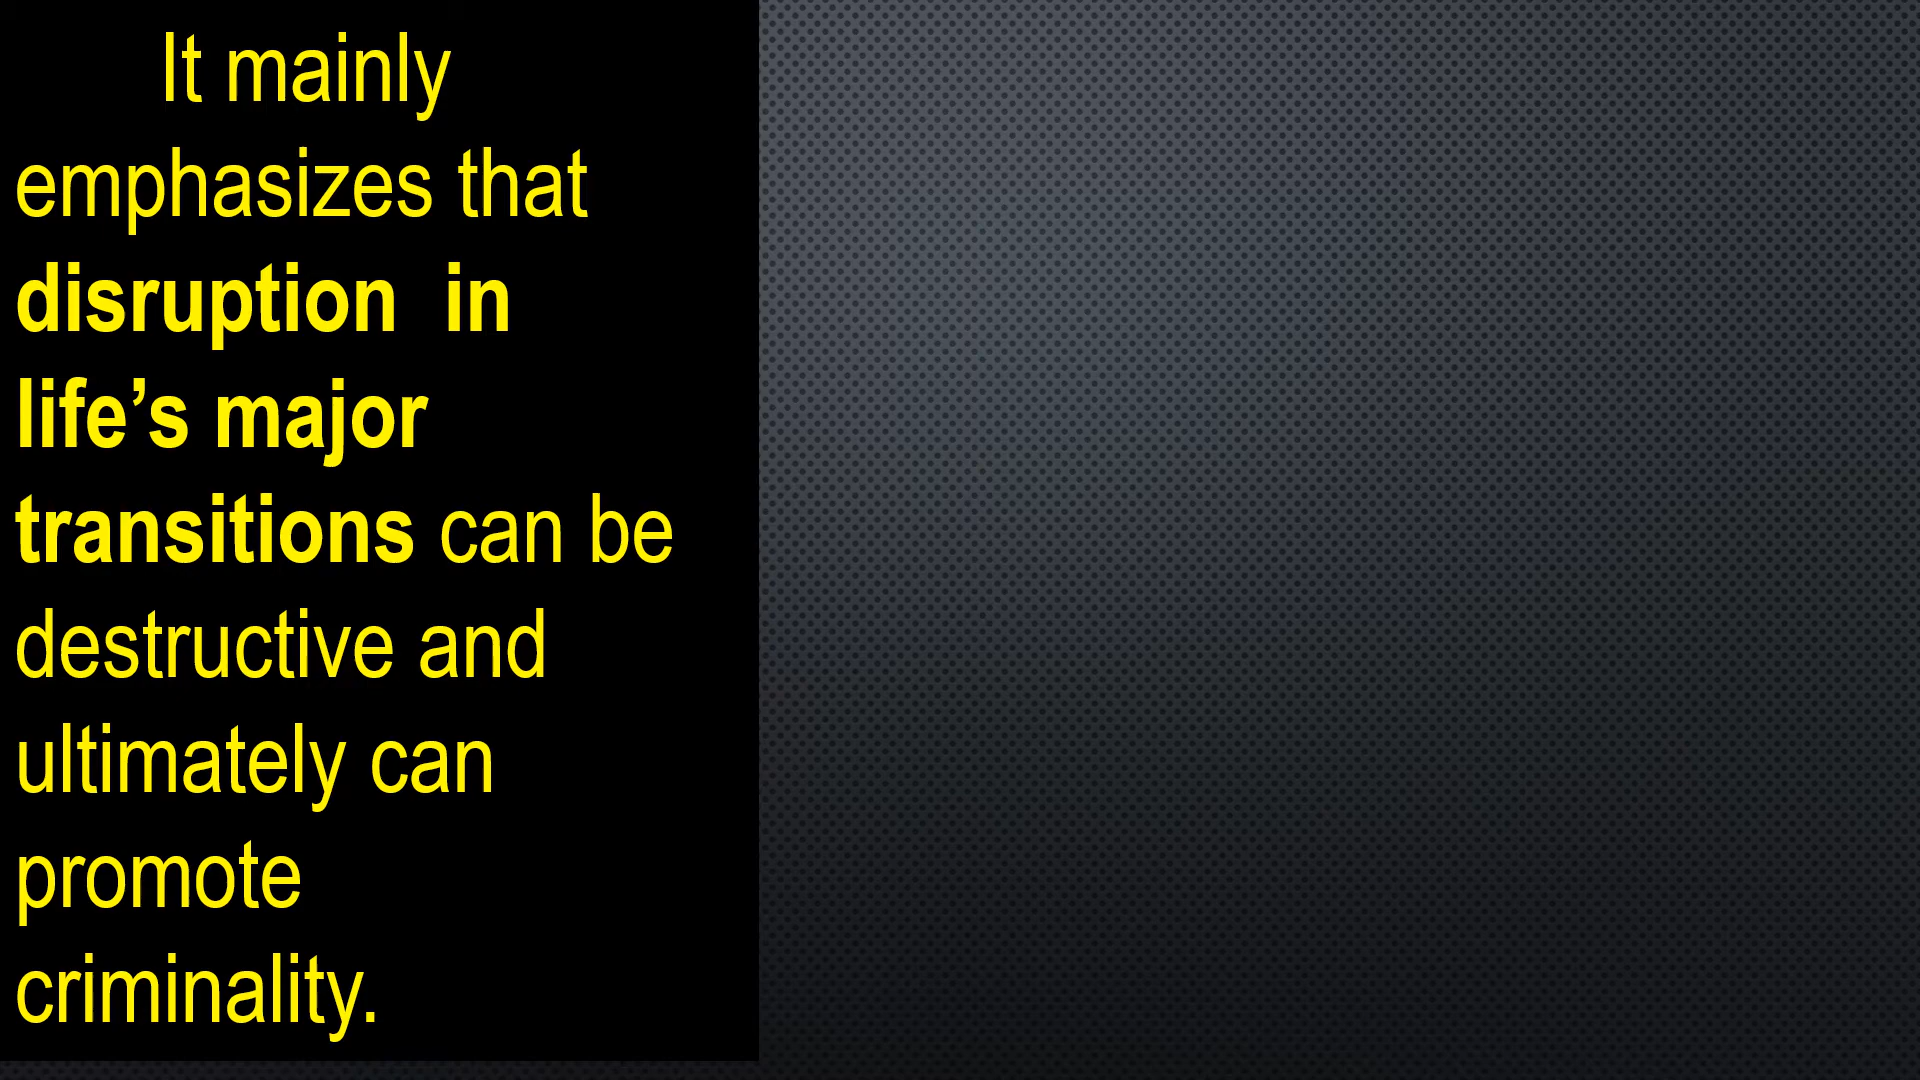 It mainly
emphasizes that
disruption  in
life’s major
transitions can be
destructive and
ultimately can
promote
criminality.